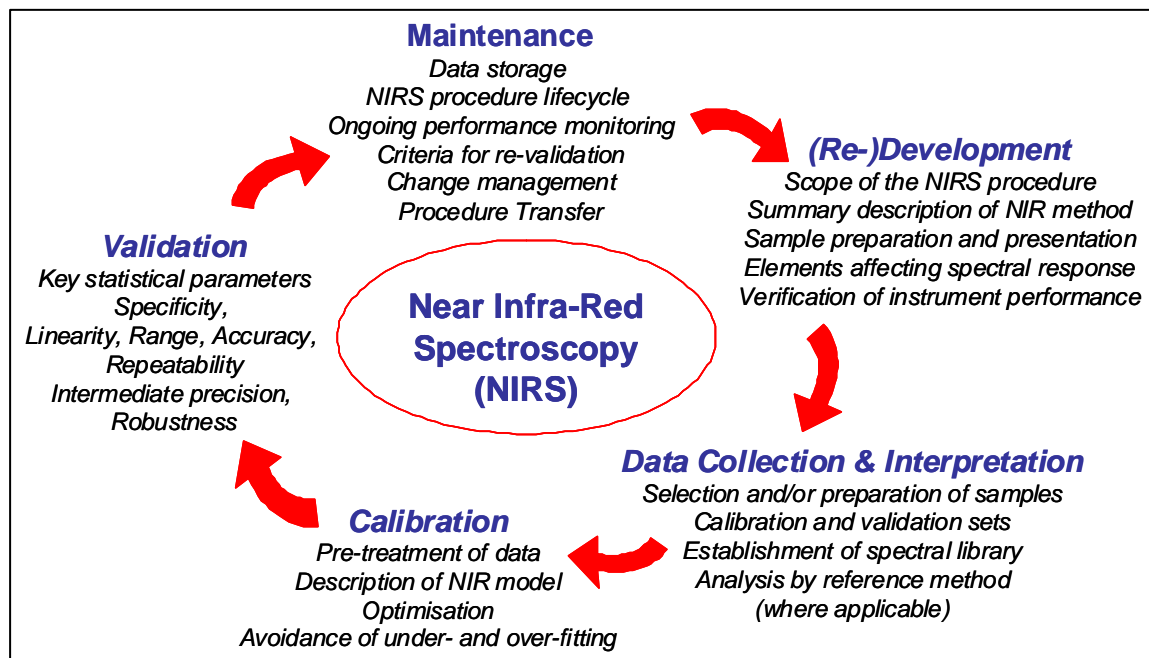 Maintenance
Data storage
NIRS procedure lifecycle
Ongoing performance monitoring
Criteria for re-validation
Change management
Procedure Transfer
(Re-)Development
Scope of the NIRS procedure
Summary description of NIR method
Sample preparation and presentation
Elements affecting spectral response
Verification of instrument performance
Data Collection & Interpretation
Selection and/or preparation of samples
Calibration and validation sets
Establishment of spectral library
Analysis by reference method
(where applicable)
Calibration
Pre-treatment of data
Description of NIR model
Optimisation
Avoidance of under- and over-fitting
Validation
Key statistical parameters
Specificity,
Linearity, Range, Accuracy,
Repeatability
Intermediate precision,
Robustness
Near Infra-Red
Spectroscopy
(NIRS)